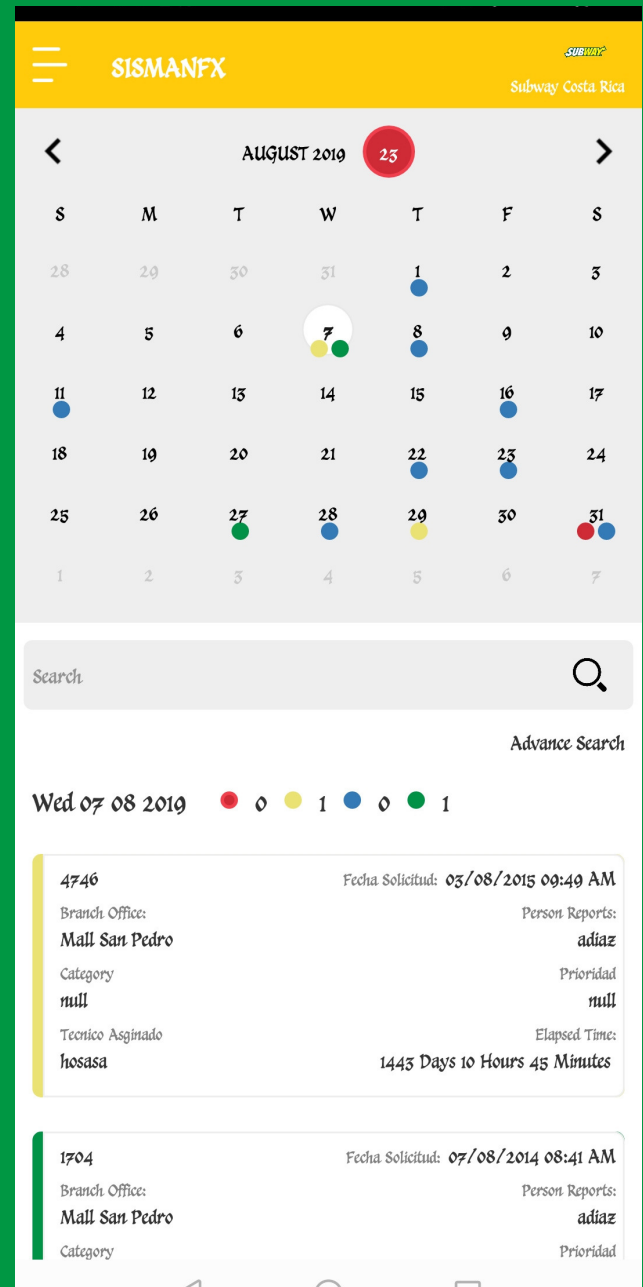 SUBWAY
SISMANFX
Subway Costa Rica
AUGUST 2019 23
S M T W T F S
28 29 30 31 1 2 3
4 5 6 7 8 9 10
11 12 13 14 15 16 17
18 19 20 21 22 23 24
25 26 27 28 29 30 31
1 2 3 4 5 6 7
Search
Advance Search
Wed 07 08 2019 0 1 0 1
4746 Fecha Solicitud: 03/08/2015 09:49 AM
Branch Office: Person Reports:
Mall San Pedro adiaz
Category Prioridad
null null
Tecnico Asginado Elapsed Time:
hosasa 1443 Days 10 Hours 45 Minutes
1704 Fecha Solicitud: 07/08/2014 08:41 AM
Branch Office: Person Reports:
Mall San Pedro adiaz
Category Prioridad